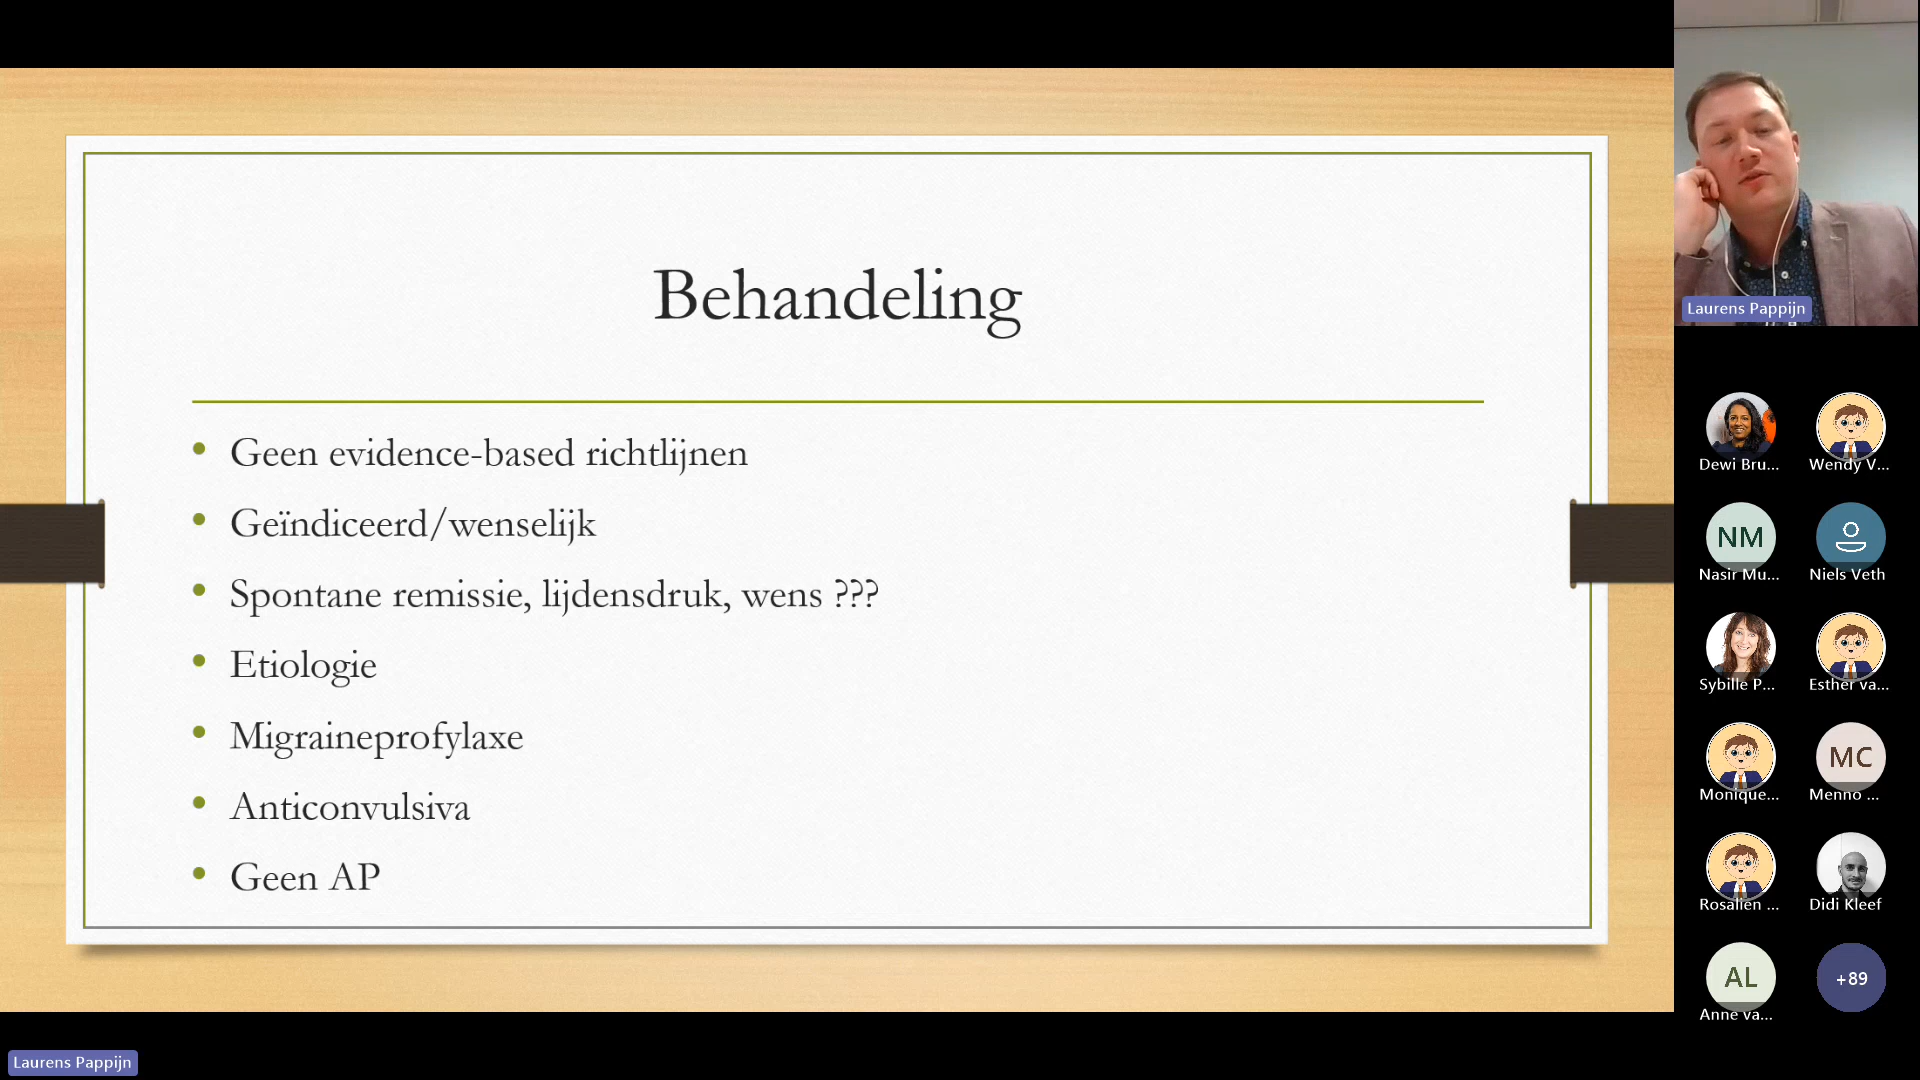 Behandeling
Geen evidence-based richtlijnen
Geïndiceerd/wenselijk
Spontane remissie, lijdensdruk, wens ???
Etiologie
Migraineprofylaxe
Anticonvulsiva
Geen AP
Laurens Pappijn
Dewi Bru...
Wendy V...
NM
Nasir Mu...
Niels Veth
Sybille P...
Esther va...
Monique...
MC
Menno ...
Rosalien ...
Didi Kleef
AL
Anne va...
+89
Laurens Pappijn